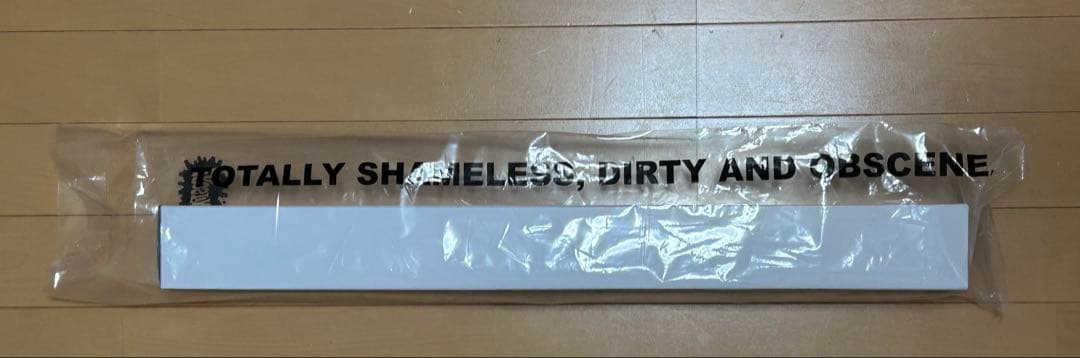 TOTALLY SHAMELESS, DIRTY AND OBSCENE.